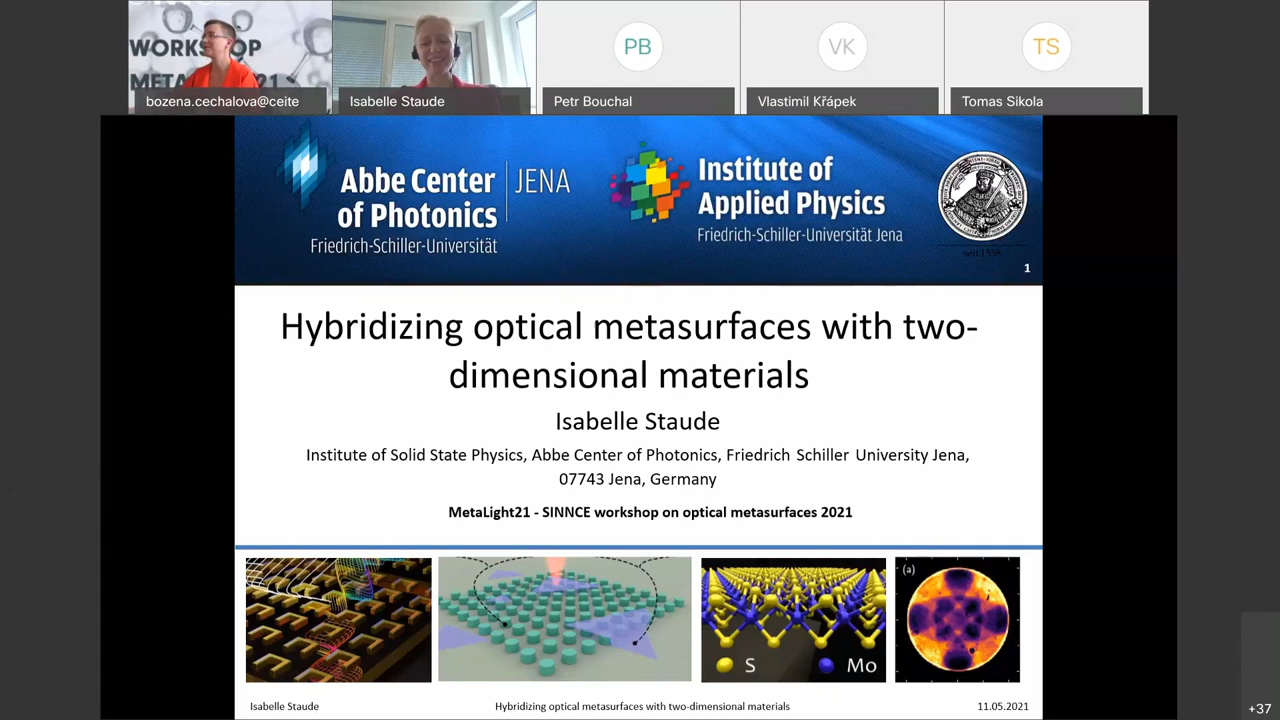 WORKSHOP
bozena.cechalova@ceite
Isabelle Staude
PB
Petr Bouchal
VK
Vlastimil Křápek
TS
Tomas Sikola
Abbe Center
of Photonics
JENA
Friedrich-Schiller-Universität
Institute of
Applied Physics
Friedrich-Schiller-Universität Jena
seit 1558
1
Hybridizing optical metasurfaces with two-
dimensional materials
Isabelle Staude
Institute of Solid State Physics, Abbe Center of Photonics, Friedrich Schiller University Jena,
07743 Jena, Germany
MetaLight21 - SINNCE workshop on optical metasurfaces 2021
(a)
S
Mo
Isabelle Staude
Hybridizing optical metasurfaces with two-dimensional materials
11.05.2021
+37